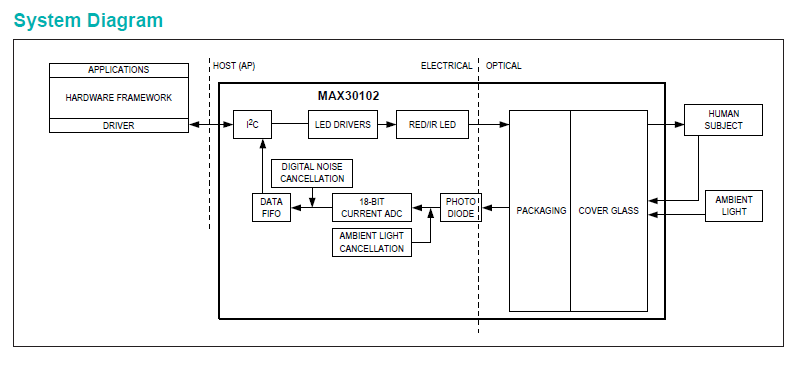 System Diagram
APPLICATIONS
HARDWARE FRAMEWORK
DRIVER
HOST (AP)
ELECTRICAL
OPTICAL
MAX30102
I2C
LED DRIVERS
RED/IR LED
HUMAN
SUBJECT
DIGITAL NOISE
CANCELLATION
DATA
FIFO
18-BIT
CURRENT ADC
PHOTO
DIODE
PACKAGING
COVER GLASS
AMBIENT
LIGHT
AMBIENT LIGHT
CANCELLATION